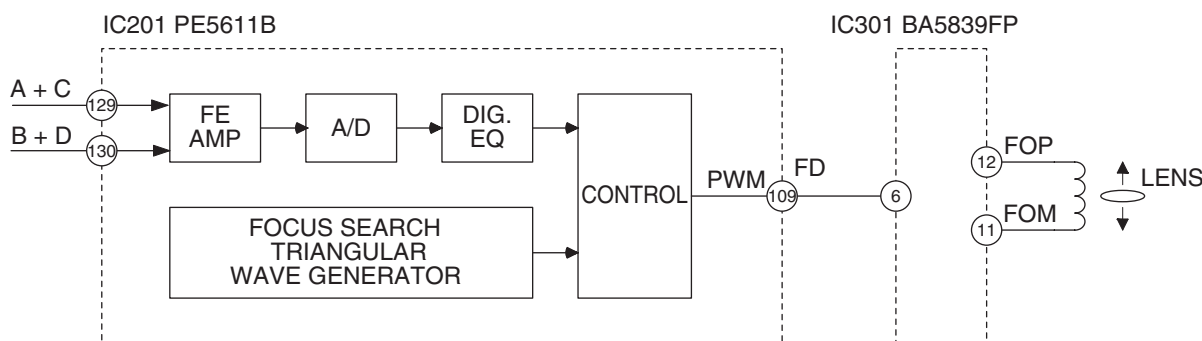 IC201 PE5611B
IC301 BA5839FP
A + C
129
B + D
130
FE
AMP
A/D
DIG.
EQ
CONTROL
PWM
109
FD
6
12
FOP
11
FOM
LENS
FOCUS SEARCH
TRIANGULAR
WAVE GENERATOR